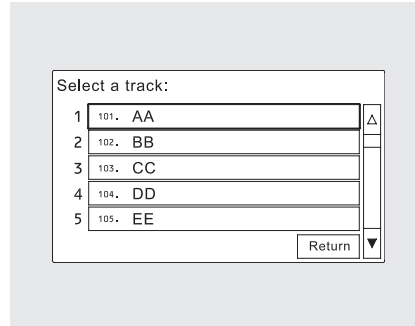 Select a track:
1 101. AA
2 102. BB
3 103. CC
4 104. DD
5 105. EE
Return